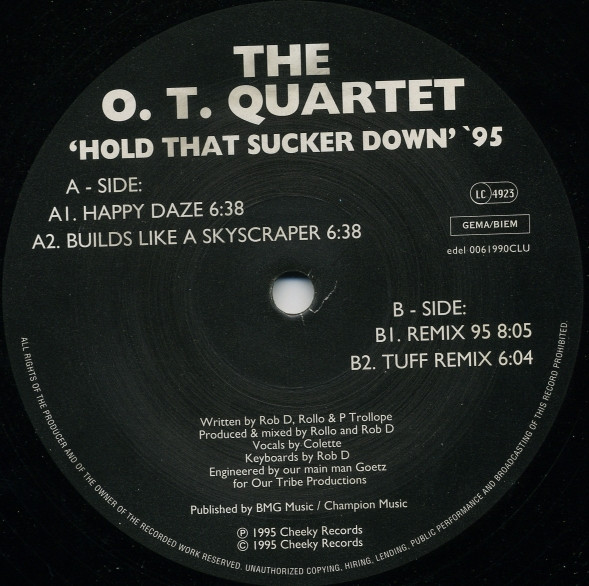 THE
O. T. QUARTET
‘HOLD THAT SUCKER DOWN’ `95
A - SIDE:
A1. HAPPY DAZE 6:38
A2. BUILDS LIKE A SKYSCRAPER 6:38
LC 4923
GEMA/BIEM
edel 0061990CLU
B - SIDE:
B1. REMIX 95 8:05
B2. TUFF REMIX 6:04
Written by Rob D, Rollo & P Trollope
Produced & mixed by Rollo and Rob D
Vocals by Colette
Keyboards by Rob D
Engineered by our main man Goetz
for Our Tribe Productions
Published by BMG Music / Champion Music
℗ 1995 Cheeky Records
© 1995 Cheeky Records
ALL RIGHTS OF THE PRODUCER AND OF THE OWNER OF THE RECORDED WORK RESERVED. UNAUTHORIZED COPYING, HIRING, LENDING, PUBLIC PERFORMANCE AND BROADCASTING OF THIS RECORD PROHIBITED.